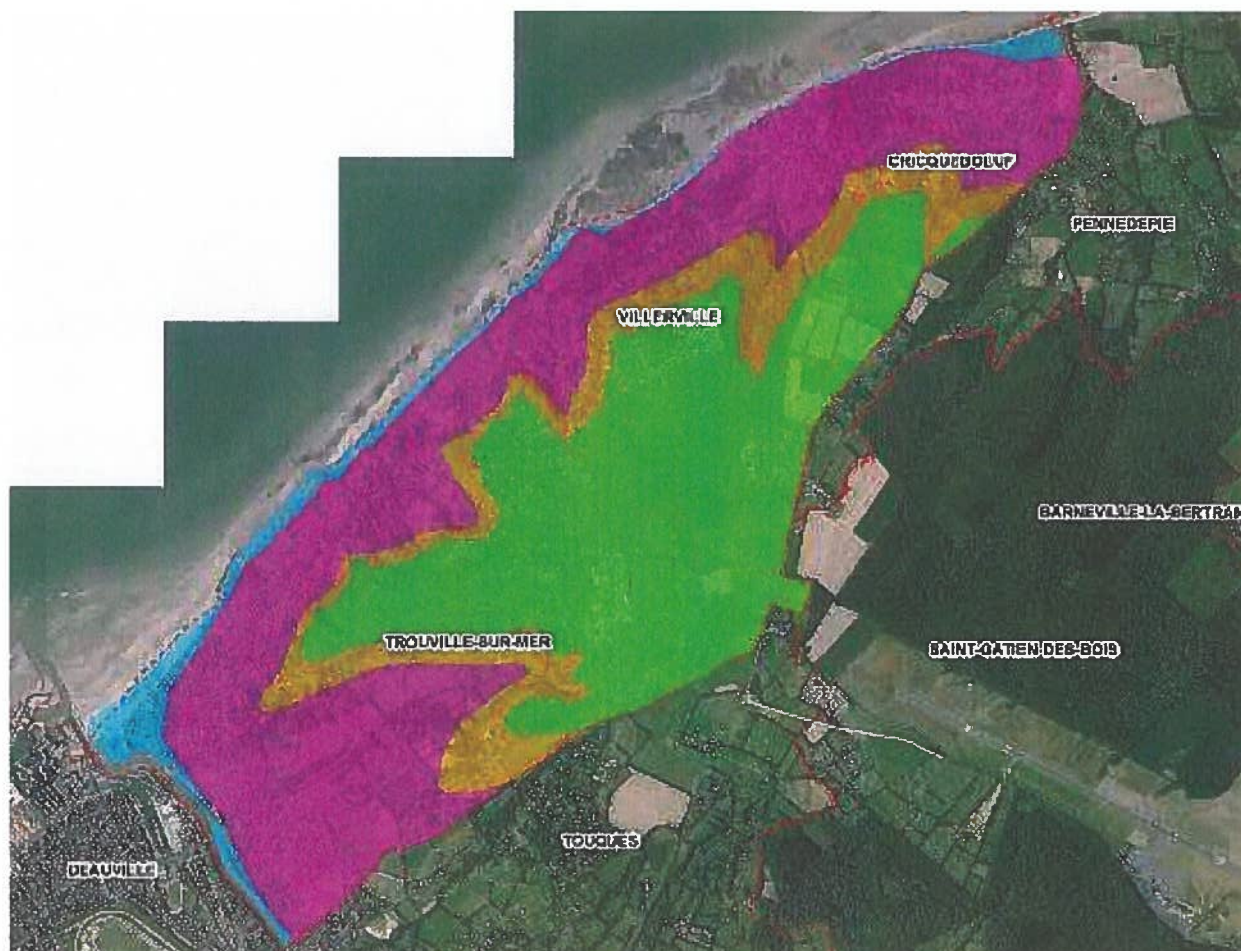 CRICQUEBOEUF
PENNEDEPIE
VILLERVILLE
BARNEVILLE-LA-BERTRAN
TROUVILLE-SUR-MER
SAINT-GATIEN-DES-BOIS
TOUQUES
DEAUVILLE